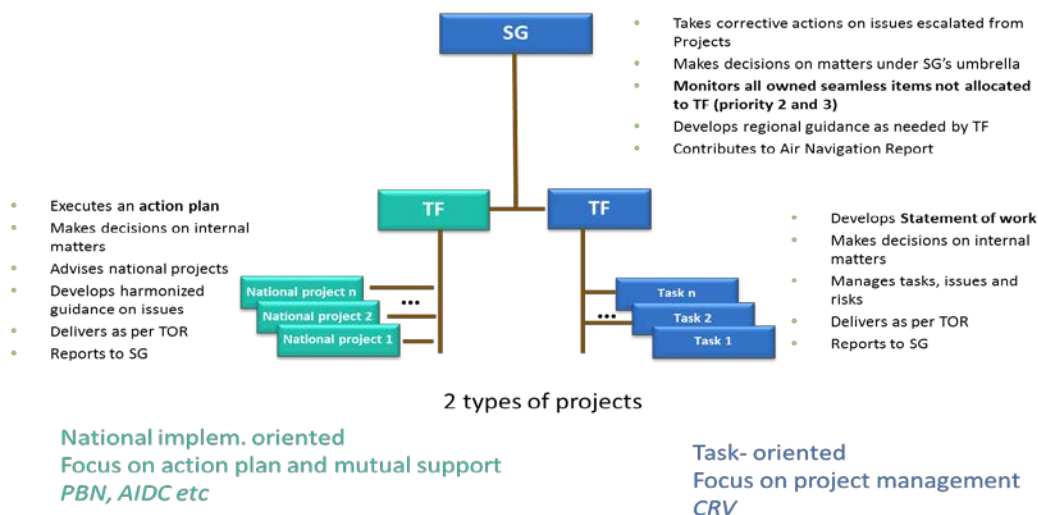 SG
Takes corrective actions on issues escalated from
Projects
Makes decisions on matters under SG's umbrella
Monitors all owned seamless items not allocated
to TF (priority 2 and 3)
Develops regional guidance as needed by TF
Contributes to Air Navigation Report
Executes an action plan
Makes decisions on internal
matters
Advises national projects
Develops harmonized
guidance on issues
Delivers as per TOR
Reports to SG
TF
National project n
...
National project 2
National project 1
TF
Task n
...
Task 2
Task 1
Develops Statement of work
Makes decisions on internal
matters
Manages tasks, issues and
risks
Delivers as per TOR
Reports to SG
2 types of projects
National implem. oriented
Focus on action plan and mutual support
PBN, AIDC etc
Task- oriented
Focus on project management
CRV